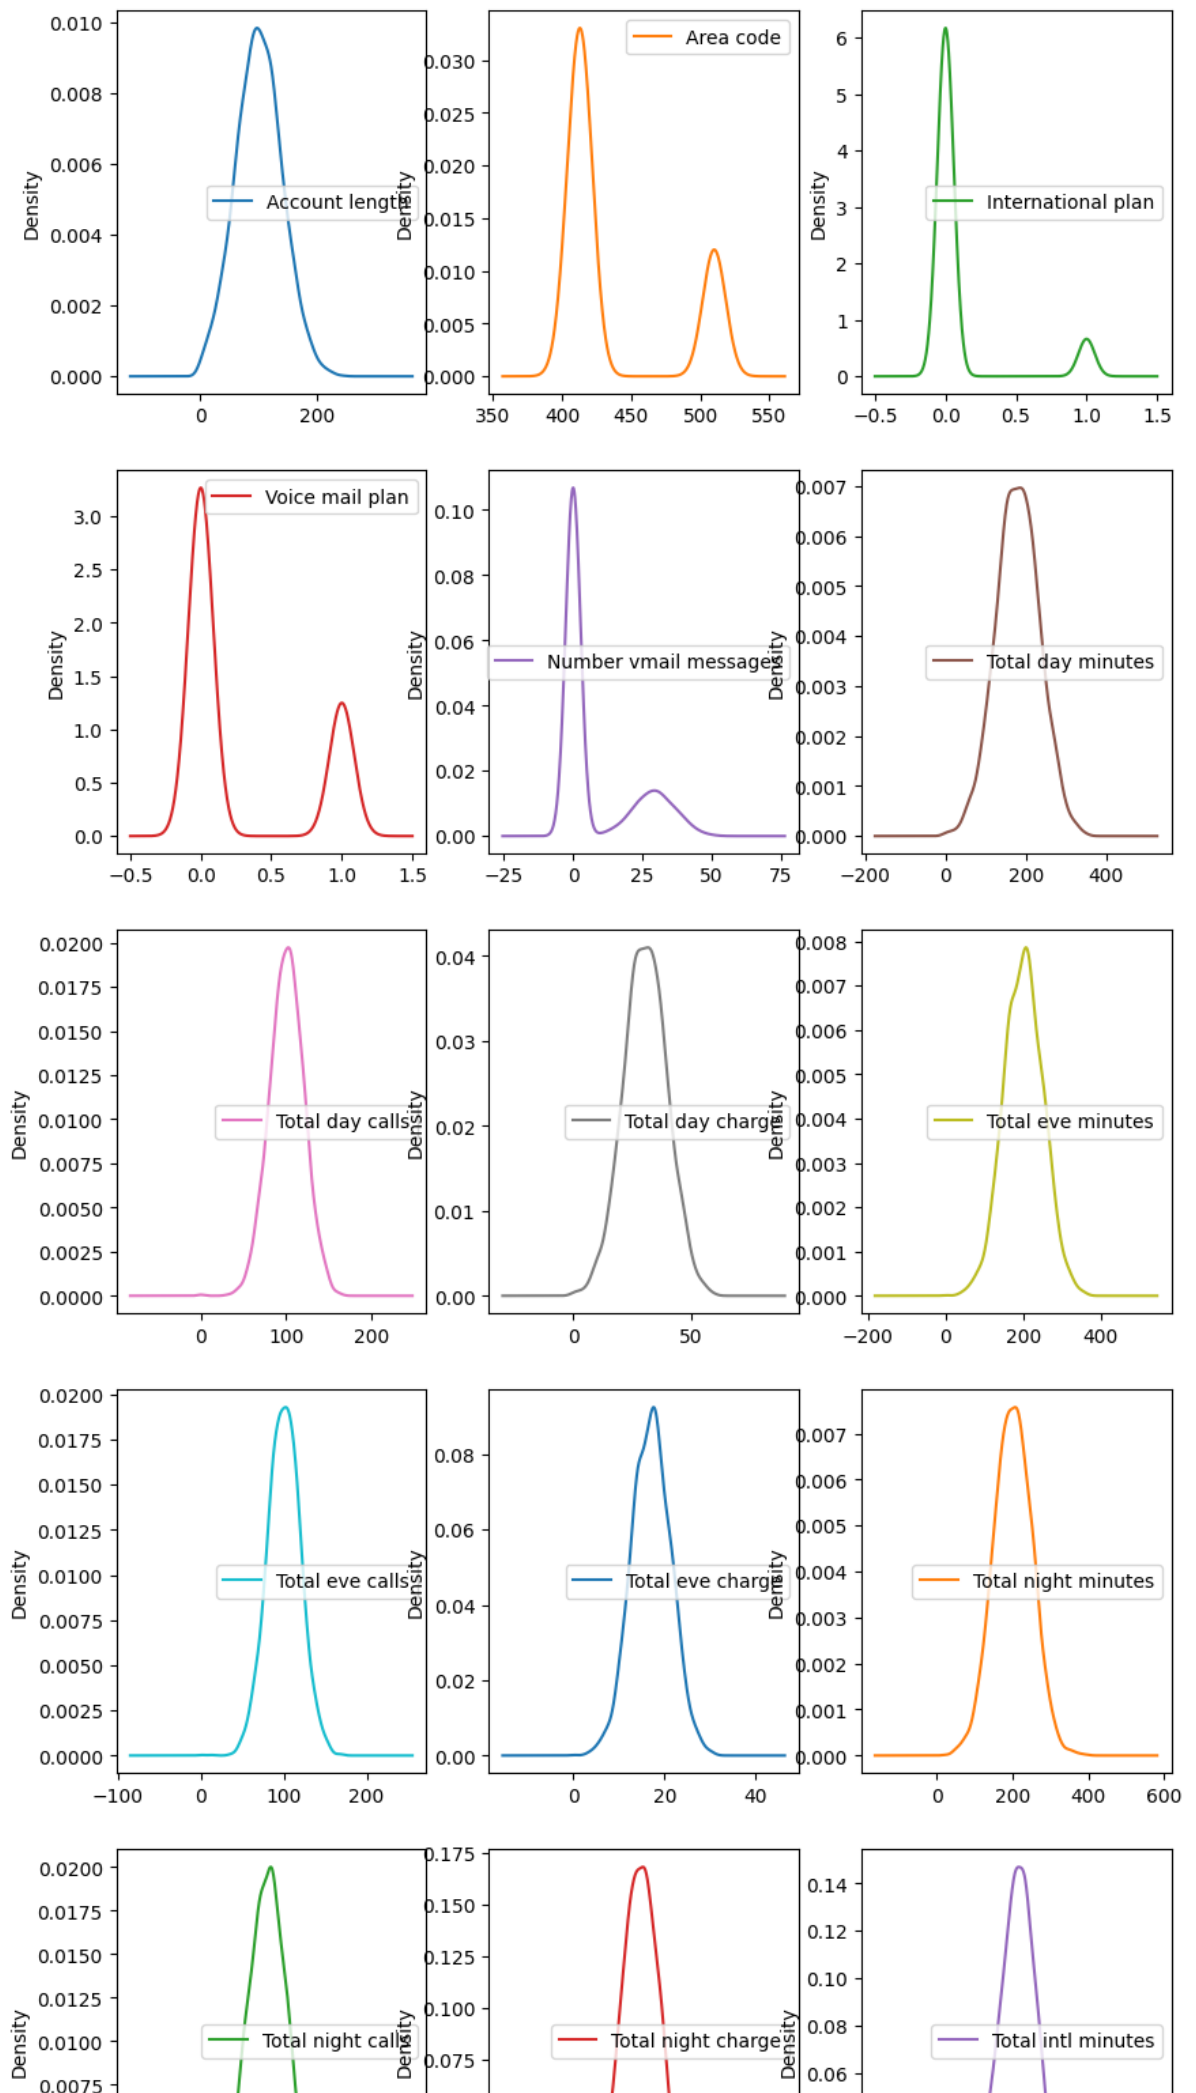 0.010
0.008
0.006
0.004
0.002
0.000
Density
Account length
0 200
0.030
0.025
0.020
0.015
0.010
0.005
0.000
Density
Area code
350 400 450 500 550
6
5
4
3
2
1
0
Density
International plan
−0.5 0.0 0.5 1.0 1.5
3.0
2.5
2.0
1.5
1.0
0.5
0.0
Density
Voice mail plan
−0.5 0.0 0.5 1.0 1.5
0.10
0.08
0.06
0.04
0.02
0.00
Density
Number vmail messages
−25 0 25 50 75
0.007
0.006
0.005
0.004
0.003
0.002
0.001
0.000
Density
Total day minutes
−200 0 200 400
0.0200
0.0175
0.0150
0.0125
0.0100
0.0075
0.0050
0.0025
0.0000
Density
Total day calls
0 100 200
0.04
0.03
0.02
0.01
0.00
Density
Total day charge
0 50
0.008
0.007
0.006
0.005
0.004
0.003
0.002
0.001
0.000
Density
Total eve minutes
−200 0 200 400
0.0200
0.0175
0.0150
0.0125
0.0100
0.0075
0.0050
0.0025
0.0000
Density
Total eve calls
−100 0 100 200
0.08
0.06
0.04
0.02
0.00
Density
Total eve charge
0 20 40
0.007
0.006
0.005
0.004
0.003
0.002
0.001
0.000
Density
Total night minutes
0 200 400 600
0.0200
0.0175
0.0150
0.0125
0.0100
0.0075
Density
Total night calls
0.175
0.150
0.125
0.100
0.075
Density
Total night charge
0.14
0.12
0.10
0.08
0.06
Density
Total intl minutes